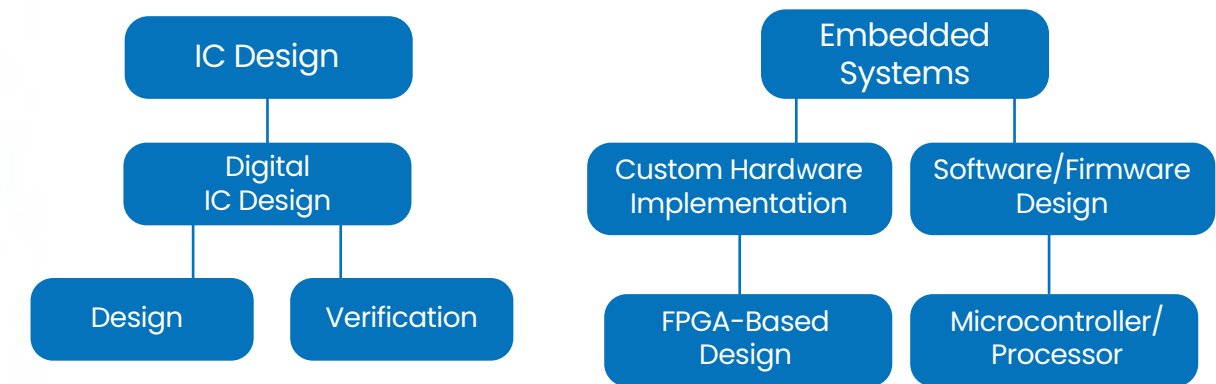 IC Design
Digital
IC Design
Design
Verification
Embedded
Systems
Custom Hardware
Implementation
Software/Firmware
Design
FPGA-Based
Design
Microcontroller/
Processor